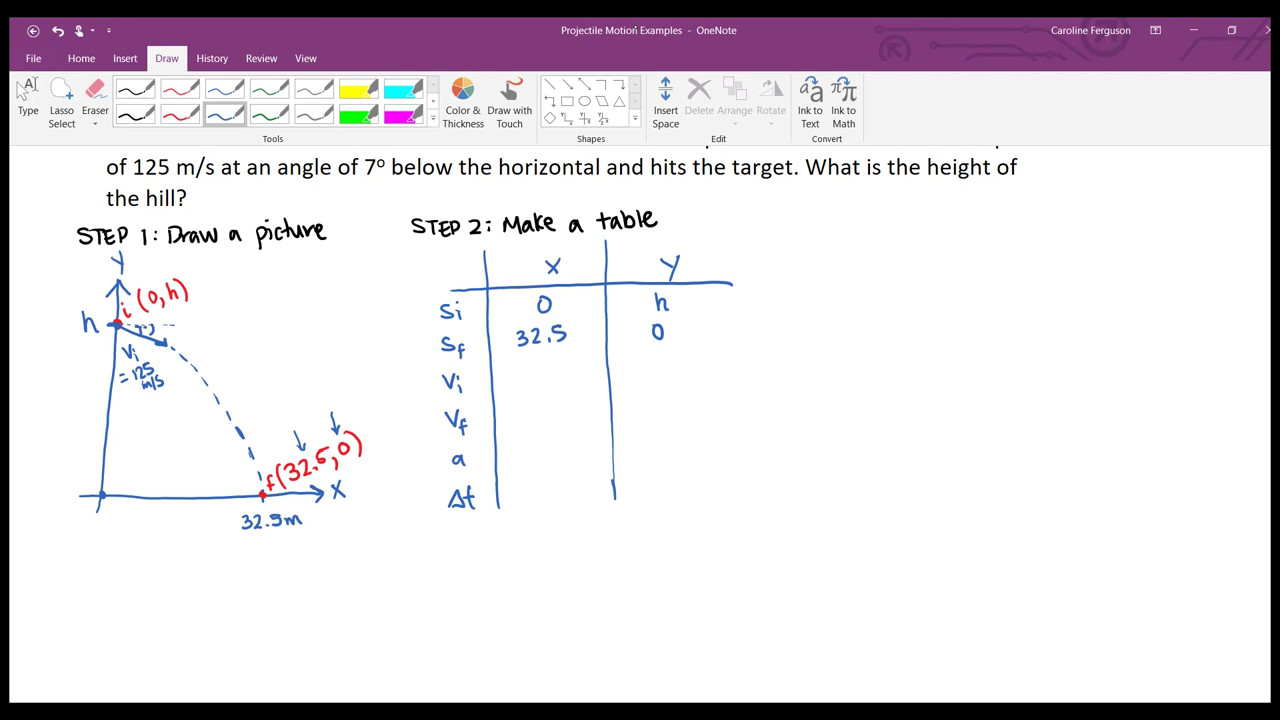 Projectile Motion Examples - OneNote
Caroline Ferguson
File Home Insert Draw History Review View
Type
Lasso Select
Eraser
Color & Thickness
Draw with Touch
Insert Space
Delete
Arrange
Rotate
Ink to Text
Ink to Math
Tools
Shapes
Edit
Convert
of 125 m/s at an angle of 7º below the horizontal and hits the target. What is the height of
the hill?
STEP 1: Draw a picture
Y
i (0,h)
h
Vi
= 125
m/s
f(32.5,0)
X
32.5m
STEP 2: Make a table
X Y
Si 0 h
Sf 32.5 0
Vi
Vf
a
Δt